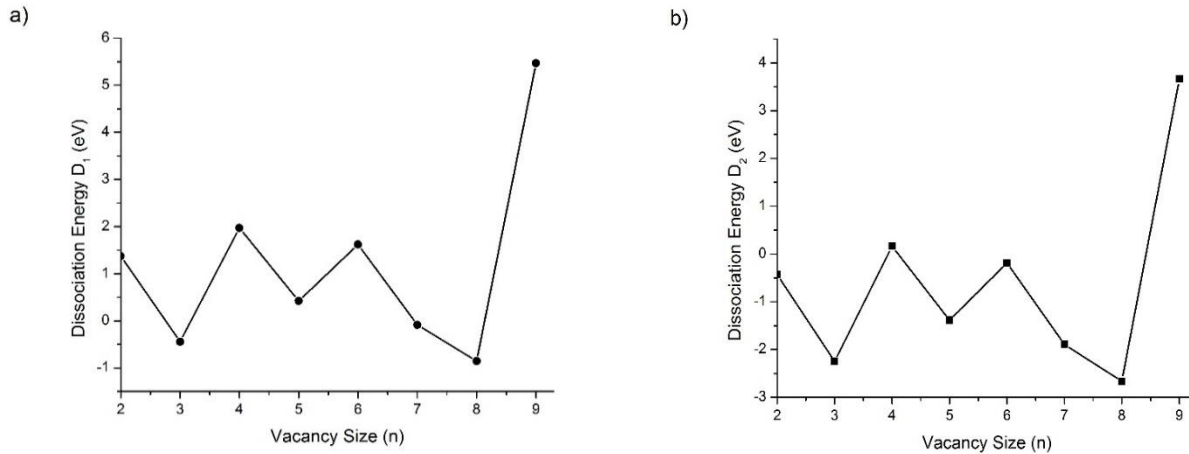 a)
Dissociation Energy D₁ (eV)
6
5
4
3
2
1
0
-1
2 3 4 5 6 7 8 9
Vacancy Size (n)
b)
Dissociation Energy D₂ (eV)
4
3
2
1
0
-1
-2
-3
2 3 4 5 6 7 8 9
Vacancy Size (n)